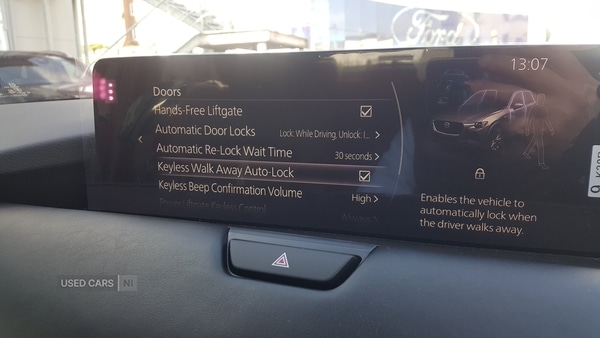 Ford
13:07
Doors
Hands-Free Liftgate
Automatic Door Locks Lock: While Driving, Unlock: I...
Automatic Re-Lock Wait Time 30 seconds
Keyless Walk Away Auto-Lock
Keyless Beep Confirmation Volume High
Always
Enables the vehicle to
automatically lock when
the driver walks away.
USED CARS NI